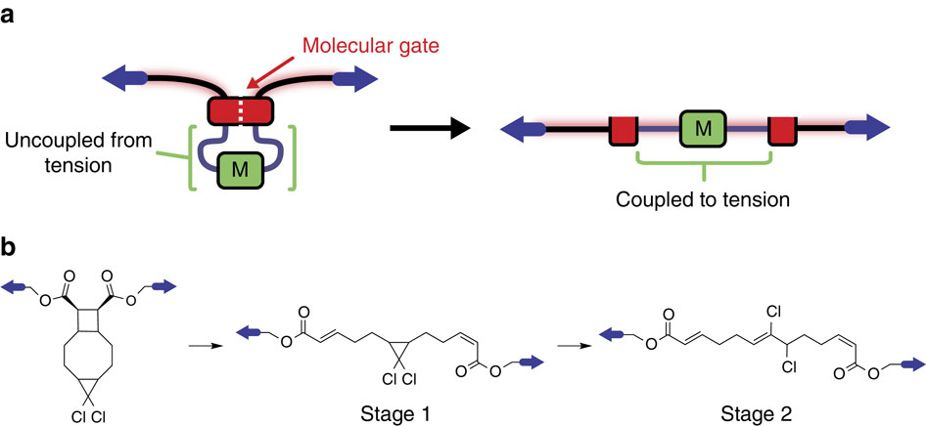 a
Molecular gate
Uncoupled from
tension
M
M
Coupled to tension
b
O
O
O
O
Cl Cl
O
O
Cl Cl
O
O
Stage 1
O
O
Cl
Cl
O
O
Stage 2